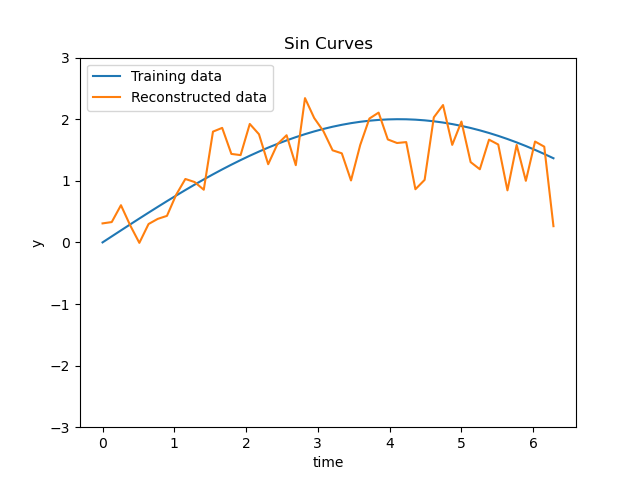 Sin Curves
Training data
Reconstructed data
3
2
1
0
−1
−2
−3
y
0 1 2 3 4 5 6
time